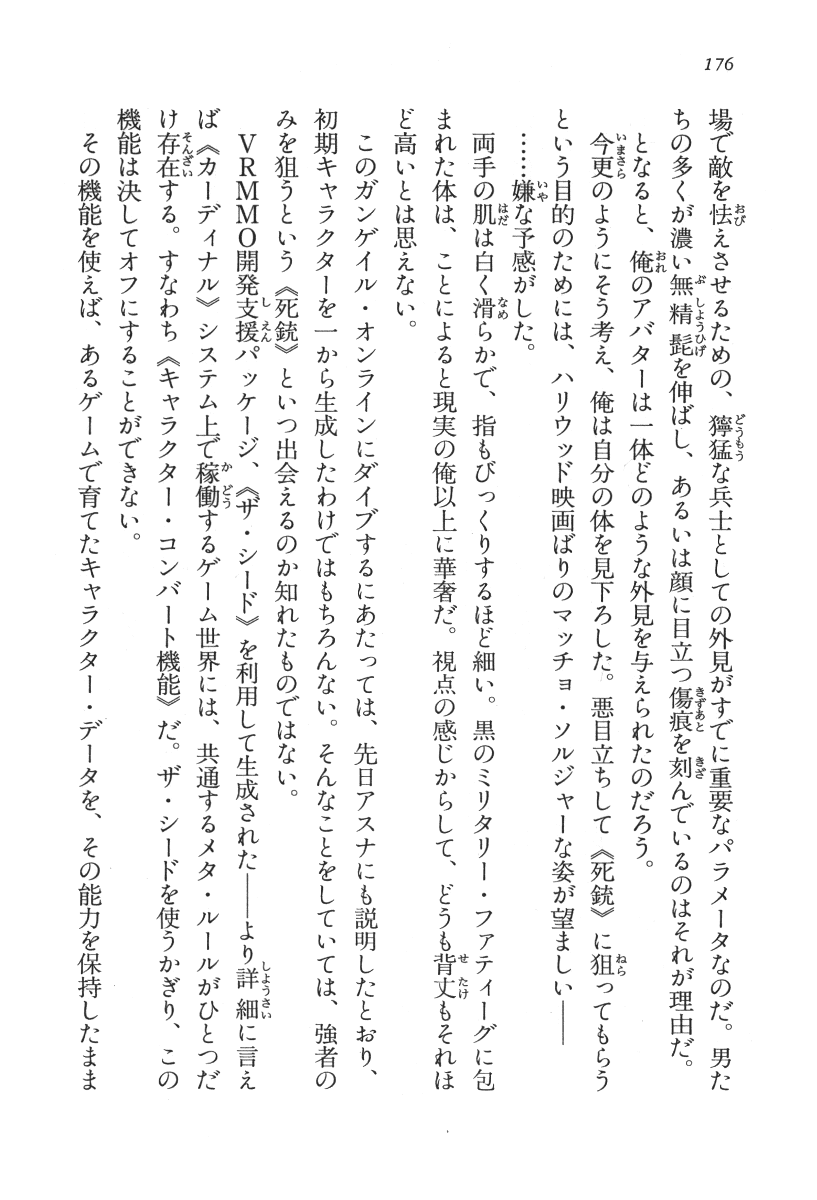 176
場で敵を怯えさせるための、獰猛な兵士としての外見がすでに重要なパラメータなのだ。男た
ちの多くが濃い無精髭を伸ばし、あるいは顔に目立つ傷痕を刻んでいるのはそれが理由だ。
となると、俺のアバターは一体どのような外見を与えられたのだろう。
今更のようにそう考え、俺は自分の体を見下ろした。悪目立ちして《死銃》に狙ってもらう
という目的のためには、ハリウッド映画ばりのマッチョ・ソルジャーな姿が望ましい――
……嫌な予感がした。
両手の肌は白く滑らかで、指もびっくりするほど細い。黒のミリタリー・ファティーグに包
まれた体は、ことによると現実の俺以上に華奢だ。視点の感じからして、どうも背丈もそれほ
ど高いとは思えない。
このガンゲイル・オンラインにダイブするにあたっては、先日アスナにも説明したとおり、
初期キャラクターを一から生成したわけではもちろんない。そんなことをしていては、強者の
みを狙うという《死銃》といつ出会えるのか知れたものではない。
VRMMO開発支援パッケージ、《ザ・シード》を利用して生成された――より詳細に言え
ば《カーディナル》システム上で稼働するゲーム世界には、共通するメタ・ルールがひとつだ
け存在する。すなわち《キャラクター・コンバート機能》だ。ザ・シードを使うかぎり、この
機能は決してオフにすることができない。
その機能を使えば、あるゲームで育てたキャラクター・データを、その能力を保持したまま